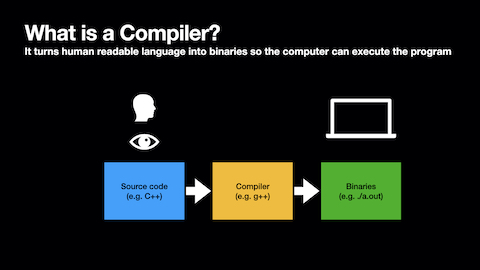 What is a Compiler?
It turns human readable language into binaries so the computer can execute the program
Source code
(e.g. C++)
Compiler
(e.g. g++)
Binaries
(e.g. ./a.out)